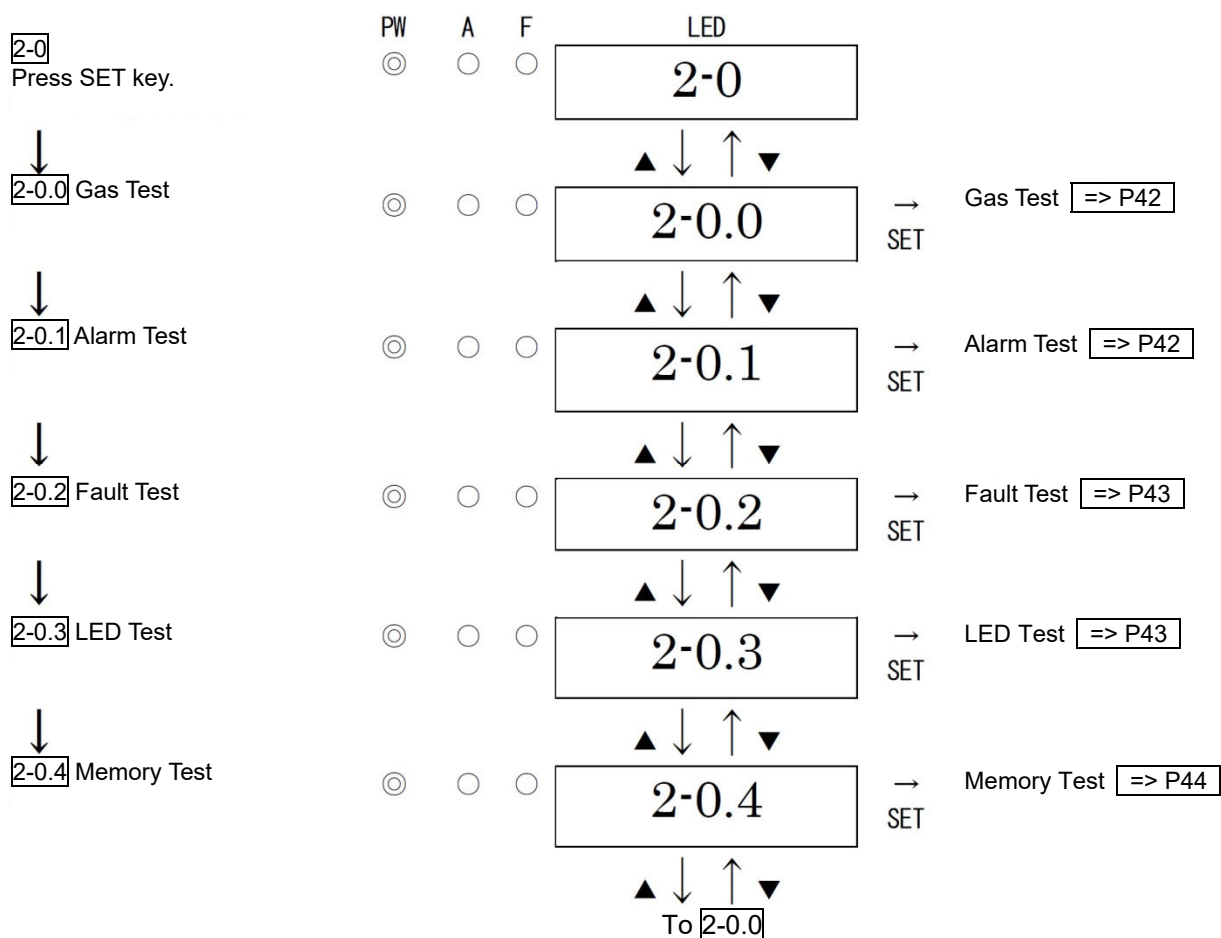 PW A F LED
2-0
Press SET key.
2-0
▲ ↓ ↑ ▼
2-0.0 Gas Test
◎ ○ ○ 2-0.0 → SET
Gas Test => P42
▲ ↓ ↑ ▼
2-0.1 Alarm Test
◎ ○ ○ 2-0.1 → SET
Alarm Test => P42
▲ ↓ ↑ ▼
2-0.2 Fault Test
◎ ○ ○ 2-0.2 → SET
Fault Test => P43
▲ ↓ ↑ ▼
2-0.3 LED Test
◎ ○ ○ 2-0.3 → SET
LED Test => P43
▲ ↓ ↑ ▼
2-0.4 Memory Test
◎ ○ ○ 2-0.4 → SET
Memory Test => P44
▲ ↓ ↑ ▼
To 2-0.0